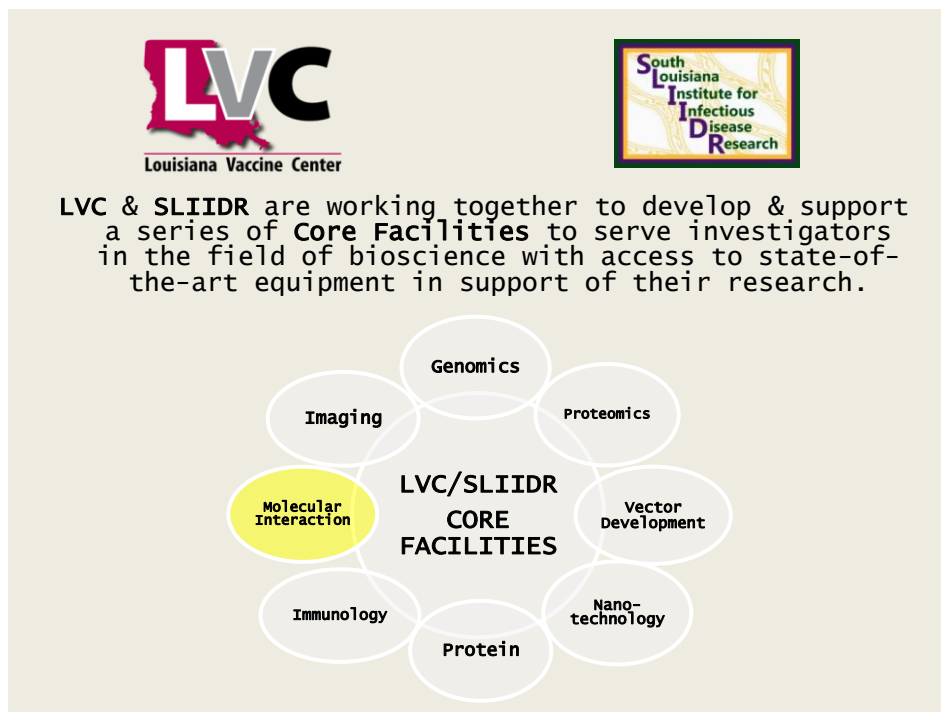 LVC
Louisiana Vaccine Center
South
Louisiana
Institute for
Infectious
Disease
Research
LVC & SLIIDR are working together to develop & support
a series of Core Facilities to serve investigators
in the field of bioscience with access to state-of-
the-art equipment in support of their research.
Genomics
Imaging
Proteomics
LVC/SLIIDR
CORE
FACILITIES
Molecular
Interaction
Vector
Development
Immunology
Nano-
technology
Protein